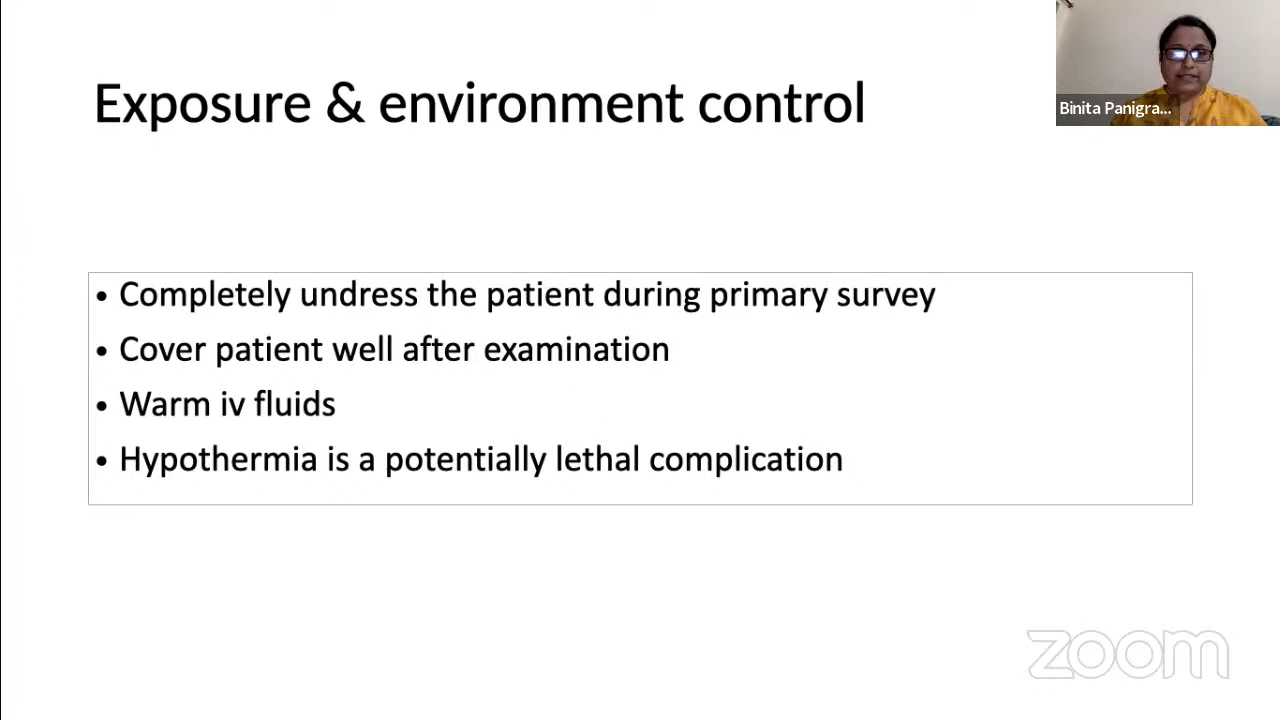 Exposure & environment control
Binita Panigra...
• Completely undress the patient during primary survey
• Cover patient well after examination
• Warm iv fluids
• Hypothermia is a potentially lethal complication
zoom